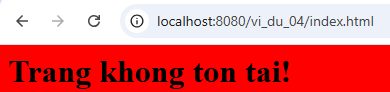 localhost:8080/vi_du_04/index.html
Trang khong ton tai!